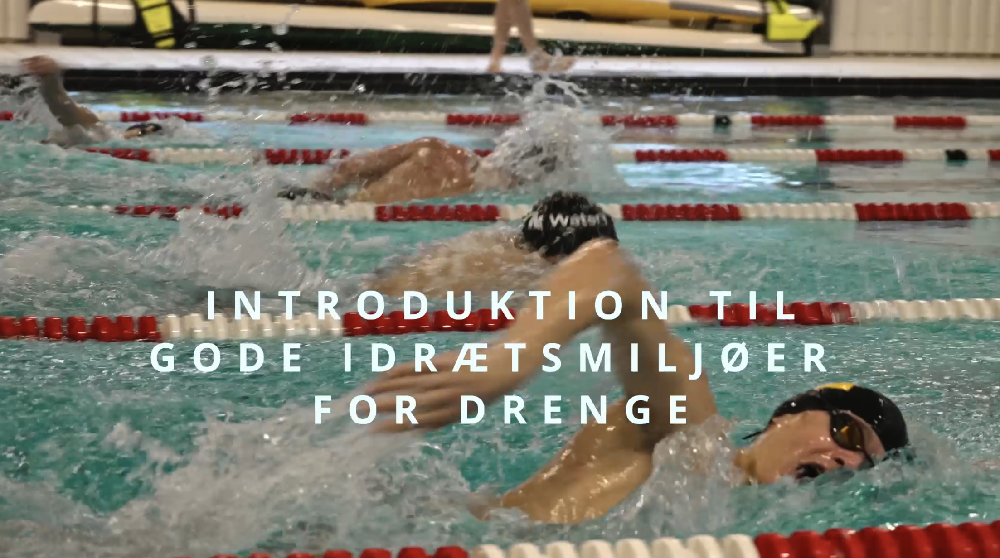 INTRODUKTION TIL
GODE IDRÆTSMILJØER
FOR DRENGE